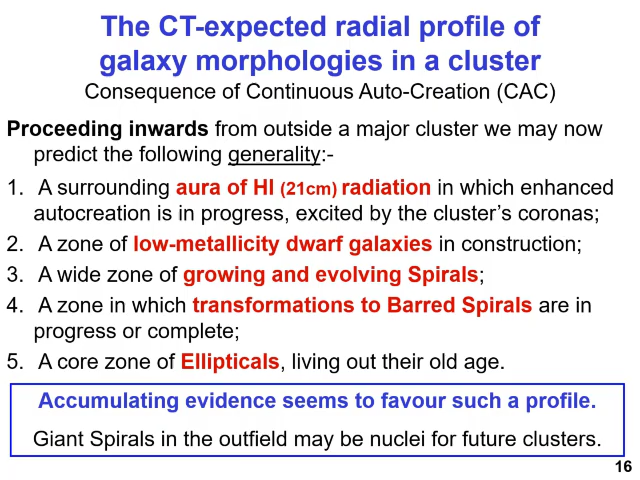 The CT-expected radial profile of
galaxy morphologies in a cluster
Consequence of Continuous Auto-Creation (CAC)
Proceeding inwards from outside a major cluster we may now
predict the following generality:-
1. A surrounding aura of HI (21cm) radiation in which enhanced
autocreation is in progress, excited by the cluster's coronas;
2. A zone of low-metallicity dwarf galaxies in construction;
3. A wide zone of growing and evolving Spirals;
4. A zone in which transformations to Barred Spirals are in
progress or complete;
5. A core zone of Ellipticals, living out their old age.
Accumulating evidence seems to favour such a profile.
Giant Spirals in the outfield may be nuclei for future clusters.
16